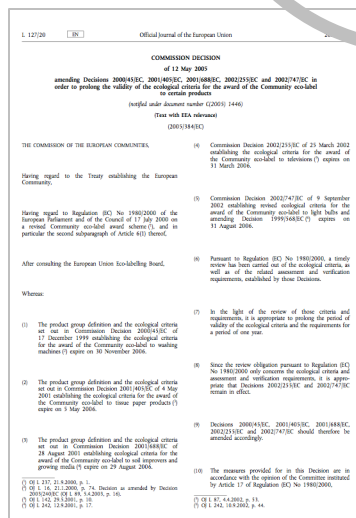 L 127/20 EN Official Journal of the European Union
COMMISSION DECISION
of 12 May 2005
amending Decisions 2000/45/EC, 2001/405/EC, 2001/688/EC, 2002/255/EC and 2002/747/EC in
order to prolong the validity of the ecological criteria for the award of the Community eco-label
to certain products
(notified under document number C(2005) 1446)
(Text with EEA relevance)
(2005/384/EC)
THE COMMISSION OF THE EUROPEAN COMMUNITIES,
Having regard to the Treaty establishing the European
Community,
Having regard to Regulation (EC) No 1980/2000 of the
European Parliament and of the Council of 17 July 2000 on
a revised Community eco-label award scheme (¹), and in
particular the second subparagraph of Article 6(1) thereof,
After consulting the European Union Eco-labelling Board,
Whereas:
(1) The product group definition and the ecological criteria
set out in Commission Decision 2000/45/EC of
17 December 1999 establishing the ecological criteria
for the award of the Community eco-label to washing
machines (²) expire on 30 November 2006.
(2) The product group definition and the ecological criteria
set out in Commission Decision 2001/405/EC of 4 May
2001 establishing the ecological criteria for the award of
the Community eco-label to tissue paper products (³)
expire on 3 May 2006.
(3) The product group definition and the ecological criteria
set out in Commission Decision 2001/688/EC of
28 August 2001 establishing ecological criteria for the
award of the Community eco-label to soil improvers and
growing media (⁴) expire on 29 August 2006.
(¹) OJ L 237, 21.9.2000, p. 1.
(²) OJ L 16, 21.1.2000, p. 74. Decision as amended by Decision
2005/240/EC (OJ L 89, 5.4.2003, p. 16).
(³) OJ L 142, 29.5.2001, p. 10.
(⁴) OJ L 242, 12.9.2001, p. 17.
(4) Commission Decision 2002/255/EC of 25 March 2002
establishing the ecological criteria for the award of
the Community eco-label to televisions (⁵) expires on
31 March 2006.
(5) Commission Decision 2002/747/EC of 9 September
2002 establishing revised ecological criteria for the
award of the Community eco-label to light bulbs and
amending Decision 1999/568/EC (⁶) expires on
31 August 2006.
(6) Pursuant to Regulation (EC) No 1980/2000, a timely
review has been carried out of the ecological criteria, as
well as of the related assessment and verification
requirements, established by those Decisions.
(7) In the light of the review of those criteria and
requirements, it is appropriate to prolong the period of
validity of the ecological criteria and the requirements for
a period of one year.
(8) Since the review obligation pursuant to Regulation (EC)
No 1980/2000 only concerns the ecological criteria and
assessment and verification requirements, it is appro-
priate that Decisions 2002/255/EC and 2002/747/EC
remain in effect.
(9) Decisions 2000/45/EC, 2001/405/EC, 2001/688/EC,
2002/255/EC and 2002/747/EC should therefore be
amended accordingly.
(10) The measures provided for in this Decision are in
accordance with the opinion of the Committee instituted
by Article 17 of Regulation (EC) No 1980/2000,
(⁵) OJ L 87, 4.4.2002, p. 53.
(⁶) OJ L 242, 10.9.2002, p. 44.